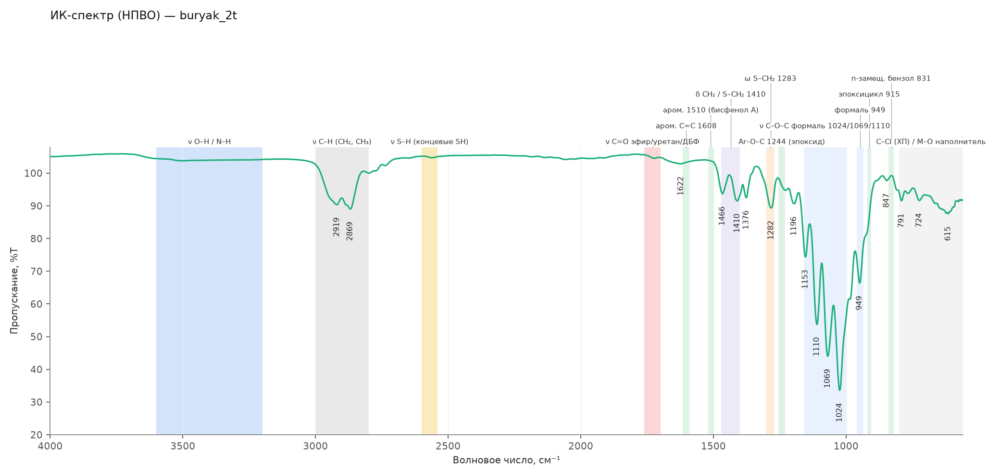 ИК-спектр (НПВО) — buryak_2t
ω S–CH₂ 1283
п-замещ. бензол 831
δ CH₂ / S–CH₂ 1410
эпоксицикл 915
аром. 1510 (бисфенол А)
формаль 949
аром. C=C 1608
ν C–O–C формаль 1024/1069/1110
ν O–H / N–H
ν C–H (CH₂, CH₃)
ν S–H (концевые SH)
ν C=O эфир/уретан/ДБФ
Ar–O–C 1244 (эпоксид)
C–Cl (ХП) / M–O наполнитель
Пропускание, %T
100
90
80
70
60
50
40
30
20
2919
2869
1622
1466
1410
1376
1282
1196
1153
1110
1069
1024
949
847
791
724
615
4000
3500
3000
2500
2000
1500
1000
Волновое число, см⁻¹